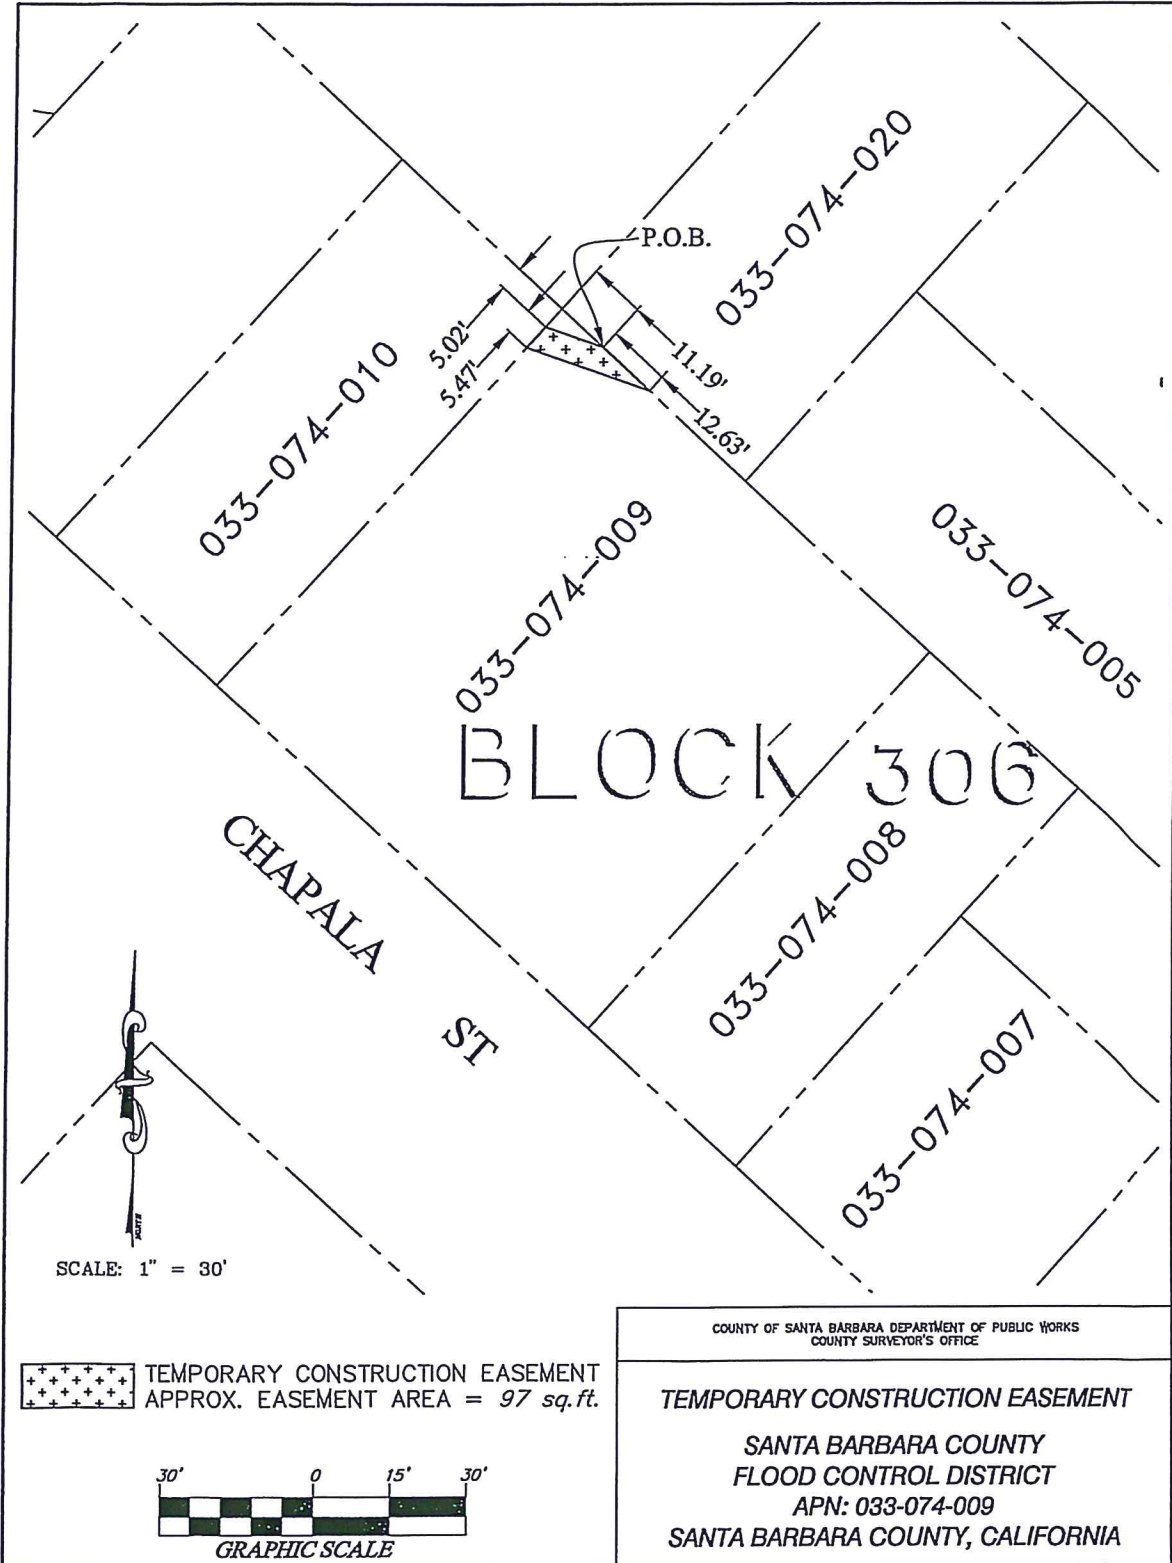 033-074-020
P.O.B.
5.02'
5.47'
11.19'
12.63'
033-074-010
033-074-009
033-074-005
BLOCK 306
033-074-008
CHAPALA
ST
033-074-007
NORTH
SCALE: 1" = 30'
COUNTY OF SANTA BARBARA DEPARTMENT OF PUBLIC WORKS
COUNTY SURVEYOR'S OFFICE
TEMPORARY CONSTRUCTION EASEMENT
APPROX. EASEMENT AREA = 97 sq.ft.
TEMPORARY CONSTRUCTION EASEMENT
SANTA BARBARA COUNTY
FLOOD CONTROL DISTRICT
APN: 033-074-009
SANTA BARBARA COUNTY, CALIFORNIA
30' 0 15' 30'
GRAPHIC SCALE